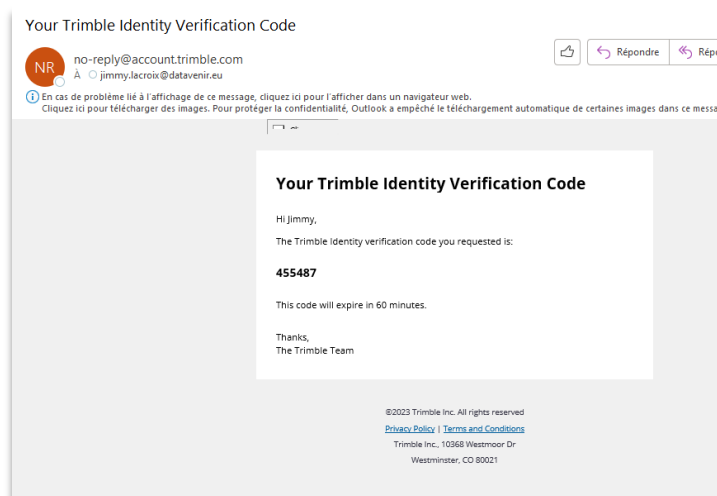 Your Trimble Identity Verification Code
NR
no-reply@account.trimble.com
À jimmy.lacroix@datavenir.eu
Répondre
En cas de problème lié à l'affichage de ce message, cliquez ici pour l'afficher dans un navigateur web.
Cliquez ici pour télécharger des images. Pour protéger la confidentialité, Outlook a empêché le téléchargement automatique de certaines images dans ce
Your Trimble Identity Verification Code
Hi Jimmy,
The Trimble Identity verification code you requested is:
455487
This code will expire in 60 minutes.
Thanks,
The Trimble Team
©2023 Trimble Inc. All rights reserved
Privacy Policy | Terms and Conditions
Trimble Inc., 10368 Westmoor Dr
Westminster, CO 80021